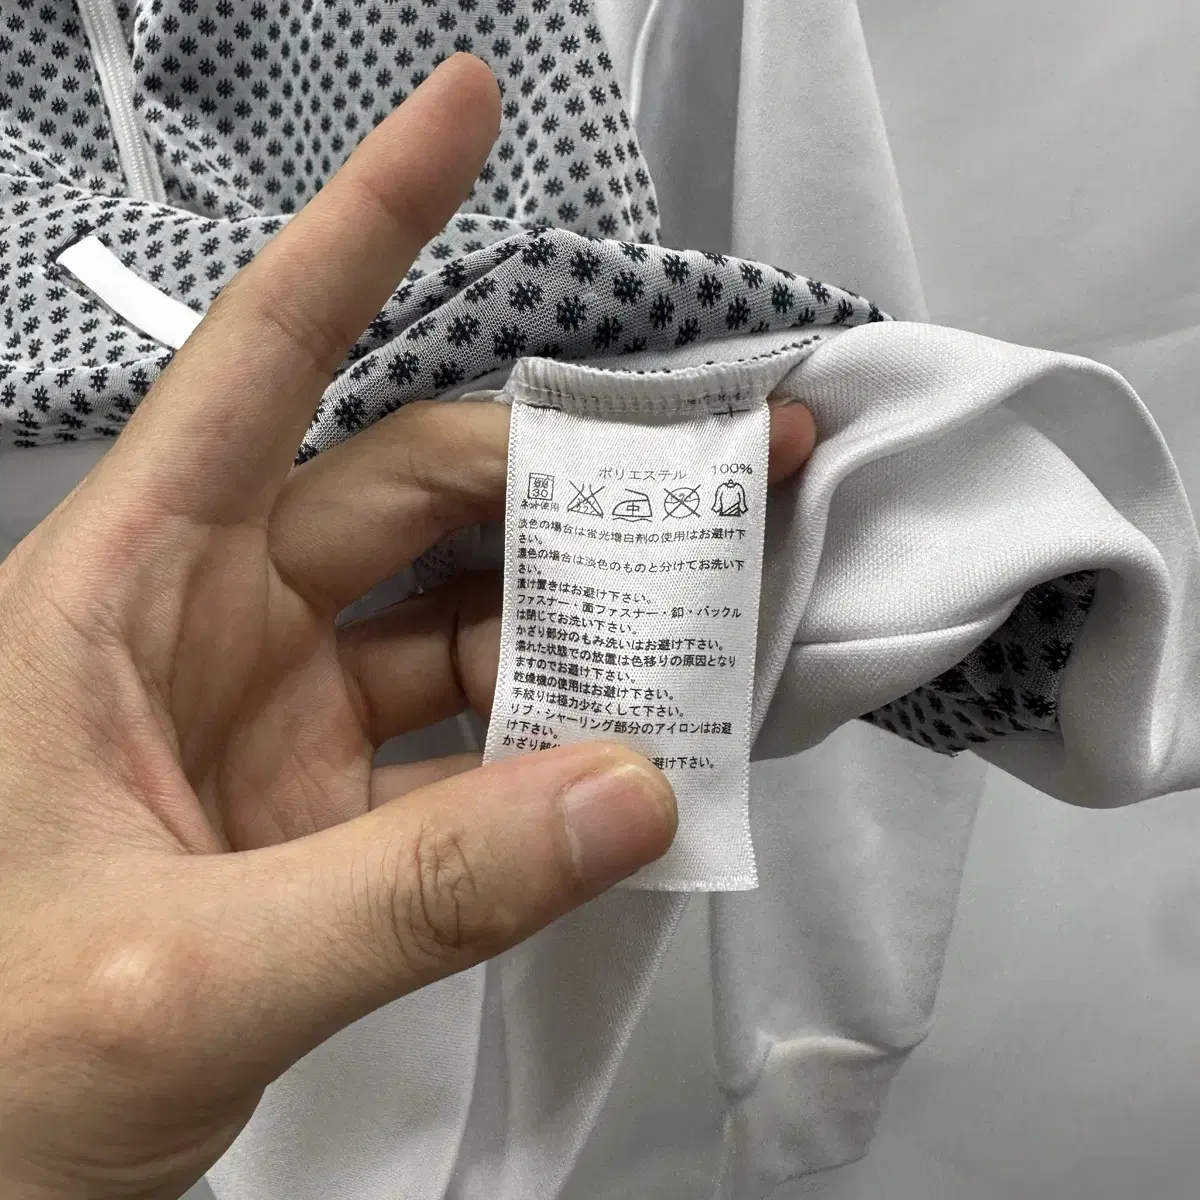 ポリエステル 100%
30
ネット使用
中
淡色の場合は蛍光増白剤の使用はお避け下
さい。
濃色の場合は淡色のものと分けてお洗い下
さい。
漬け置きはお避け下さい。
ファスナー・面ファスナー・釦・バックル
は閉じてお洗い下さい。
かざり部分のもみ洗いはお避け下さい。
濡れた状態での放置は色移りの原因となり
ますのでお避け下さい。
乾燥機の使用はお避け下さい。
手絞りは極力少なくして下さい。
リブ・シャーリング部分のアイロンはお避
け下さい。
かざり部 避け下さい。